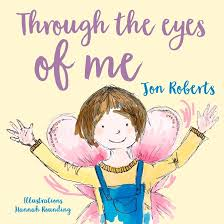 Through the eyes
of me
Jon Roberts
Illustrations
Hannah Rounding